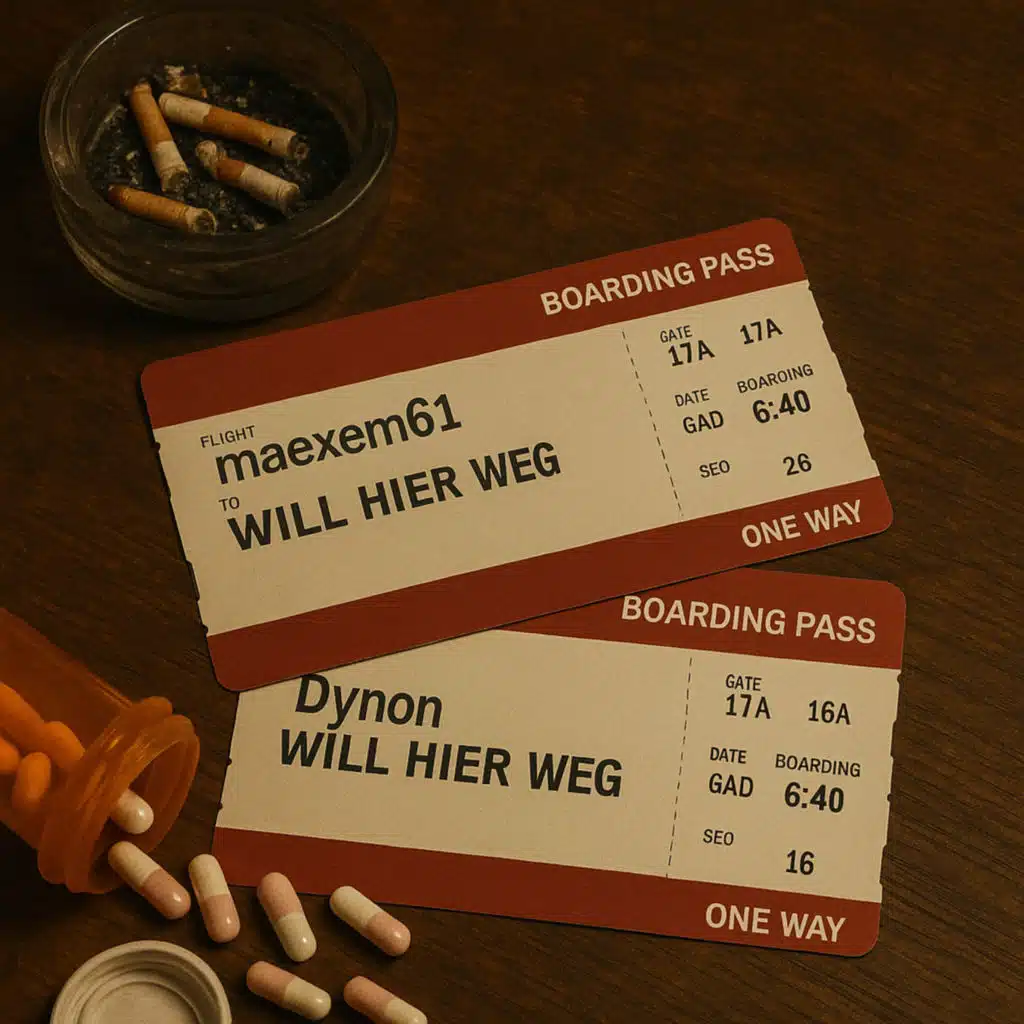 BOARDING PASS
FLIGHT
maexem61
TO
WILL HIER WEG
GATE
17A 17A
DATE BOAROING
GAD 6:40
SEO 26
ONE WAY
BOARDING PASS
Dynon
WILL HIER WEG
GATE
17A 16A
DATE BOARDING
GAD 6:40
SEO
16
ONE WAY